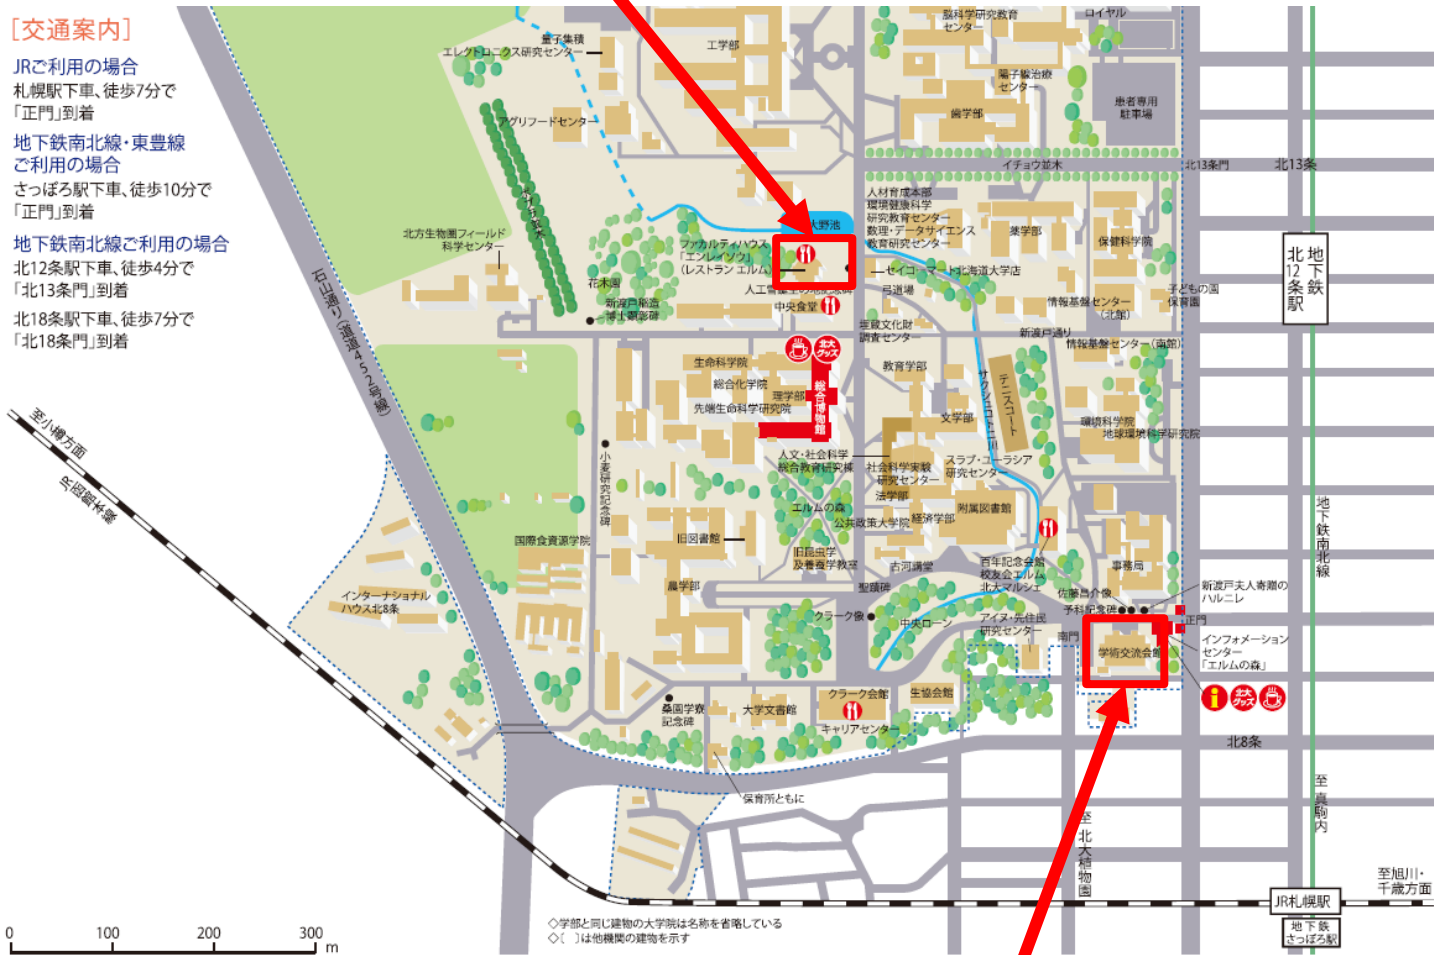 [交通案内]
JRご利用の場合
札幌駅下車、徒歩7分で
「正門」到着
地下鉄南北線・東豊線
ご利用の場合
さっぽろ駅下車、徒歩10分で
「正門」到着
地下鉄南北線ご利用の場合
北12条駅下車、徒歩4分で
「北13条門」到着
北18条駅下車、徒歩7分で
「北18条門」到着
量子集積
エレクトロニクス研究センター
工学部
脳科学研究教育
センター
ロイヤル
陽子線治療
センター
患者専用
駐車場
歯学部
アグリフードセンター
ポプラ並木
イチョウ並木
北13条門
北13条
人材育成本部
環境健康科学
研究教育センター
数理・データサイエンス
教育研究センター
薬学部
保健科学院
大野池
ファカルティハウス
「エンレイソウ」
(レストラン エルム)
北方生物圏フィールド
科学センター
花木園
セイコーマート北海道大学店
弓道場
中央食堂
新渡戸稲造
博士顕彰碑
埋蔵文化財
調査センター
情報基盤センター
(北館)
子どもの園
保育園
新渡戸通り
情報基盤センター(南館)
地下鉄
北12条駅
石山通り(道道452号線)
生命科学院
総合化学院
理学部
先端生命科学研究院
北大
グッズ
総合博物館
教育学部
文学部
サクシュコトニ川
テニスコート
環境科学院
地球環境科学研究院
人文・社会科学
総合教育研究棟
社会科学実験
研究センター
スラブ・ユーラシア
研究センター
法学部
附属図書館
経済学部
公共政策大学院
エルムの森
小麦研究記念碑
旧図書館
国際食資源学院
旧昆虫学
及養蚕学教室
古河講堂
百年記念会館
校友会エルム
北大マルシェ
事務局
農学部
聖蹟碑
佐藤昌介像
予科記念碑
新渡戸夫人寄贈の
ハルニレ
正門
クラーク像
中央ローン
アイヌ・先住民
研究センター
南門
学術交流会館
インフォメーション
センター
「エルムの森」
北大
グッズ
インターナショナル
ハウス北8条
至小樽方面
JR函館本線
桑園学寮
記念碑
大学文書館
クラーク会館
キャリアセンター
生協会館
北8条
保育所ともに
地下鉄南北線
至 真駒内
至 北大植物園
至旭川・
千歳方面
JR札幌駅
地下鉄
さっぽろ駅
0 100 200 300 m
◇学部と同じ建物の大学院は名称を省略している
◇〔 〕は他機関の建物を示す